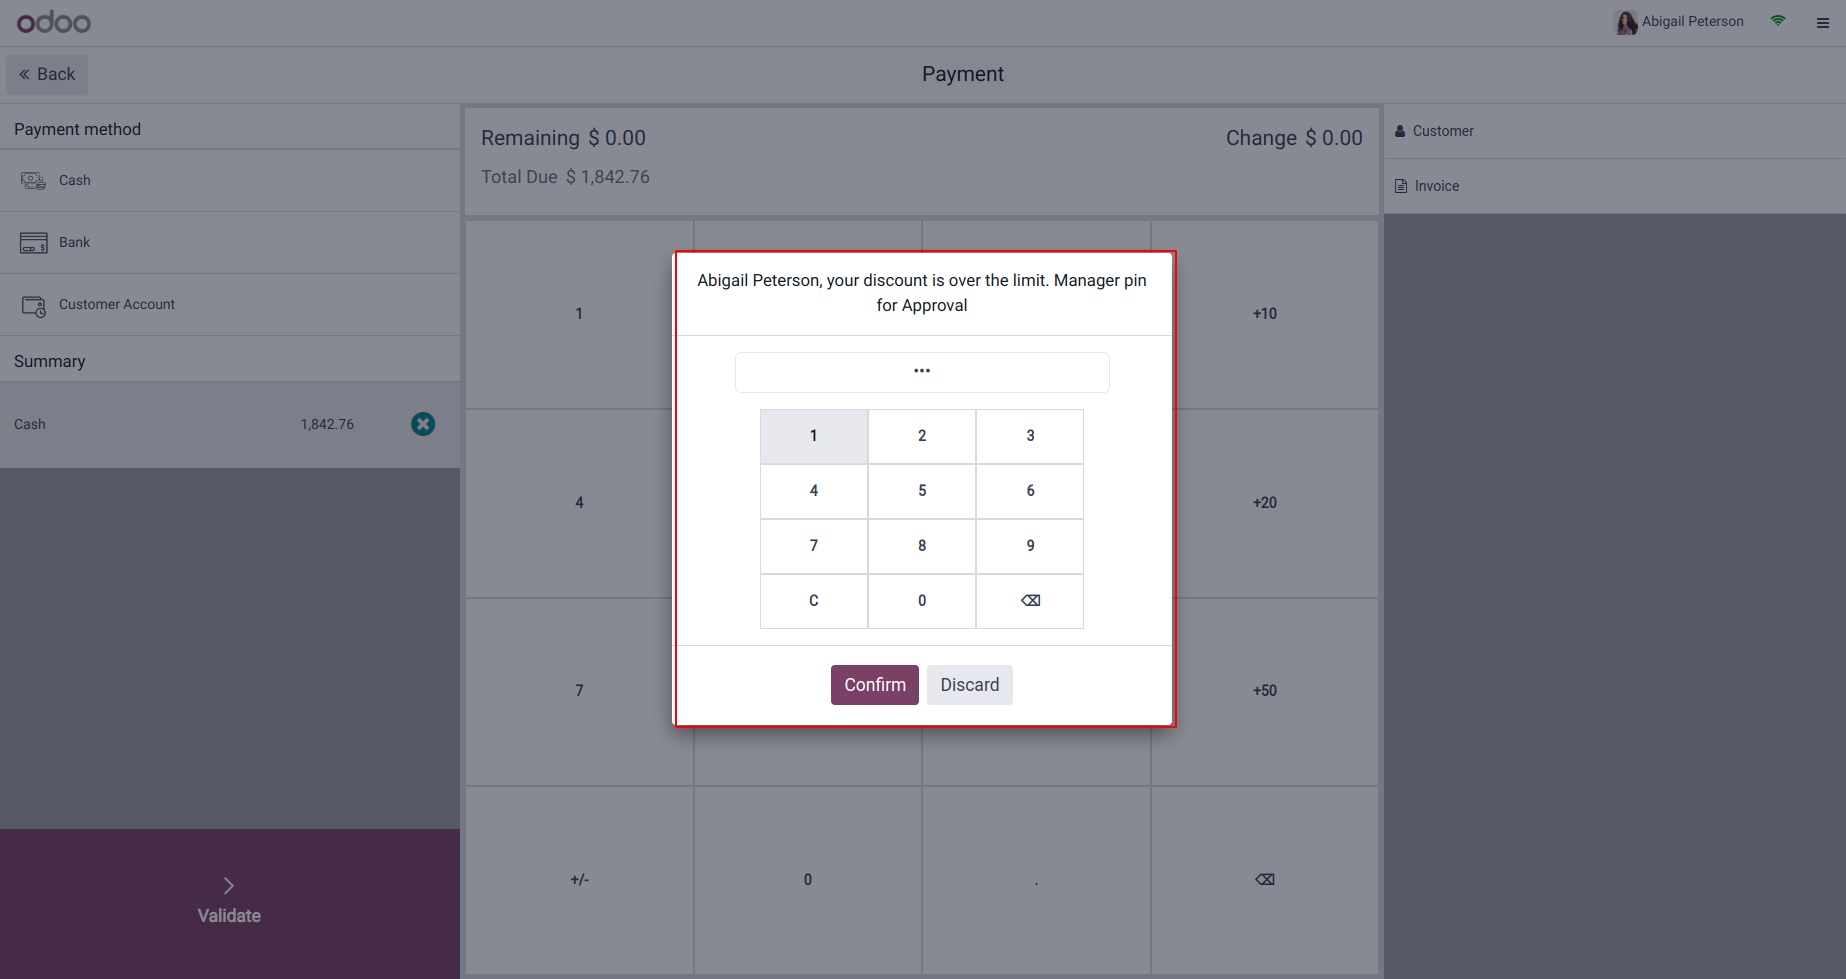 odoo
Abigail Peterson
Back
Payment
Payment method
Cash
Bank
Customer Account
Summary
Cash 1,842.76
Validate
Remaining $ 0.00 Change $ 0.00
Total Due $ 1,842.76
Customer
Invoice
1 +10
4 +20
7 +50
+/- 0 .
Abigail Peterson, your discount is over the limit. Manager pin
for Approval
•••
1 2 3
4 5 6
7 8 9
C 0
Confirm Discard